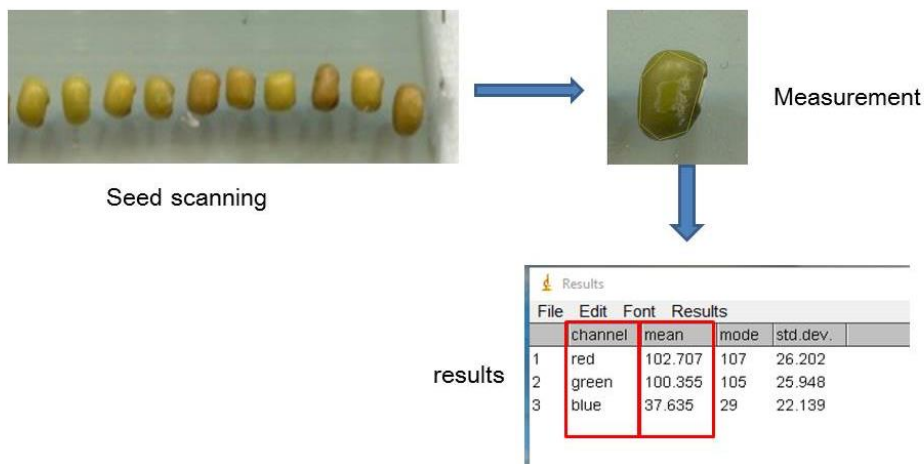 Measurement
Seed scanning
Results
File Edit Font Results
channel mean mode std.dev.
1 red 102.707 107 26.202
2 green 100.355 105 25.948
3 blue 37.635 29 22.139
results